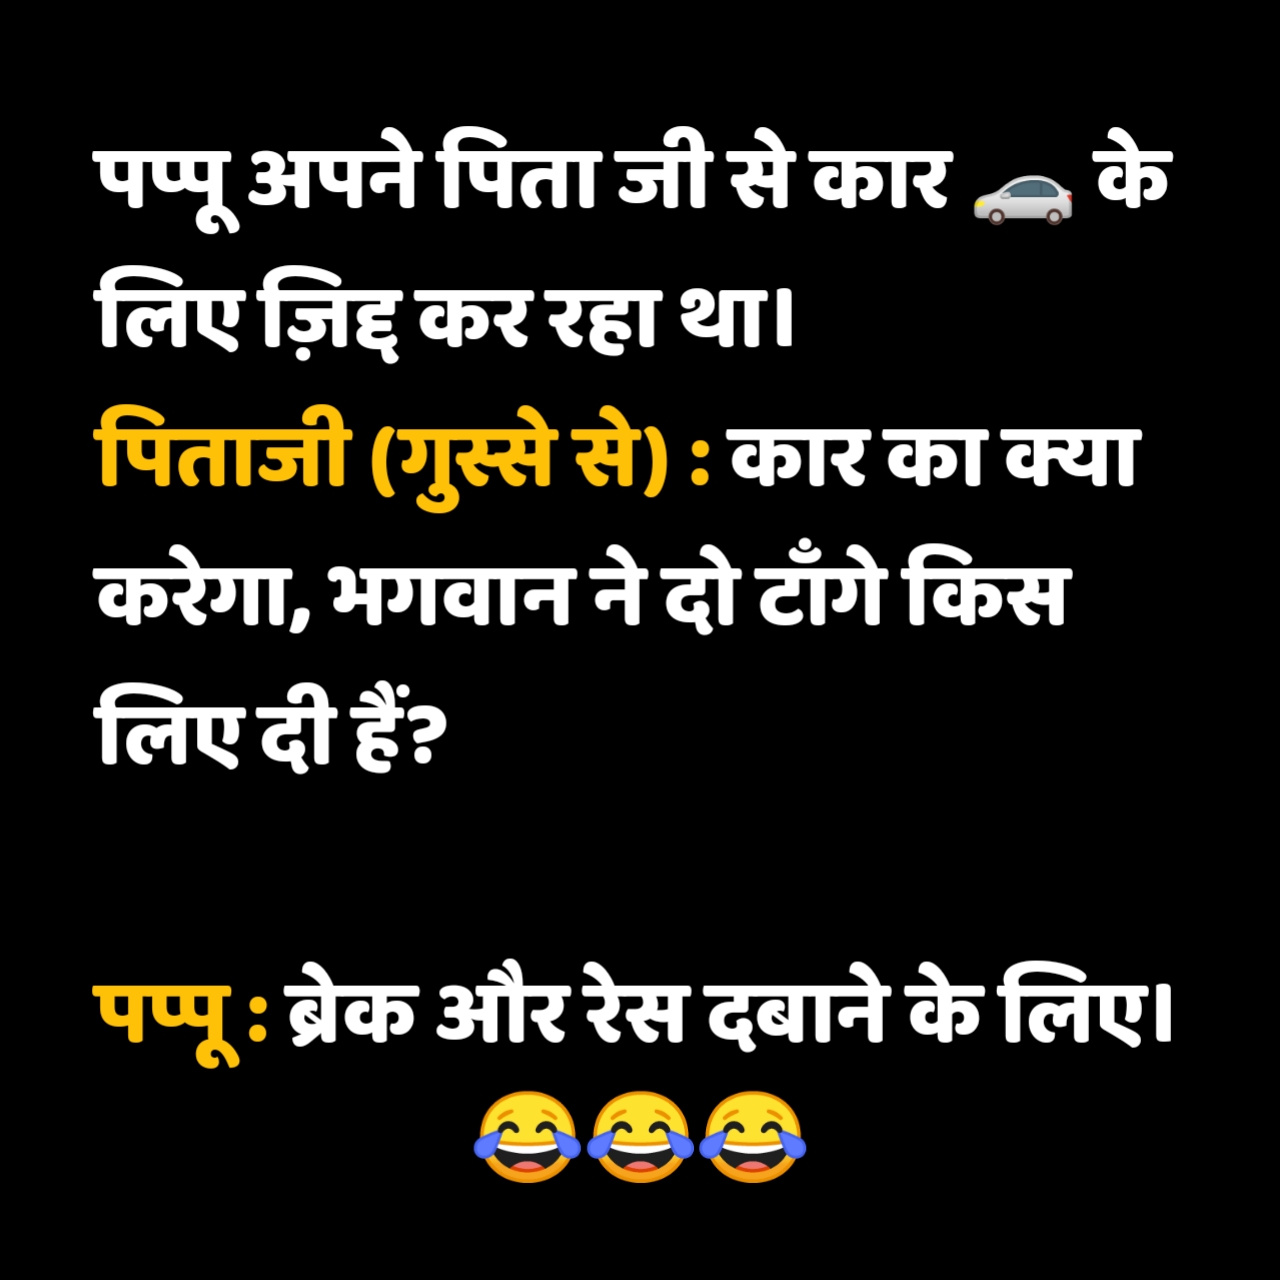 पप्पू अपने पिता जी से कार 🚗 के
लिए ज़िद्द कर रहा था।
पिताजी (गुस्से से) : कार का क्या
करेगा, भगवान ने दो टाँगे किस
लिए दी हैं?
पप्पू : ब्रेक और रेस दबाने के लिए।
😂😂😂